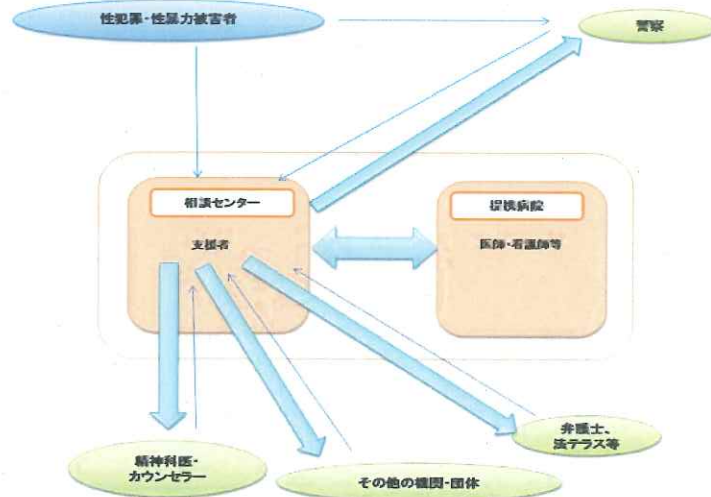 性犯罪・性暴力被害者
警察
相談センター
支援者
提携病院
医師・看護師等
精神科医・
カウンセラー
その他の機関・団体
弁護士、
法テラス等